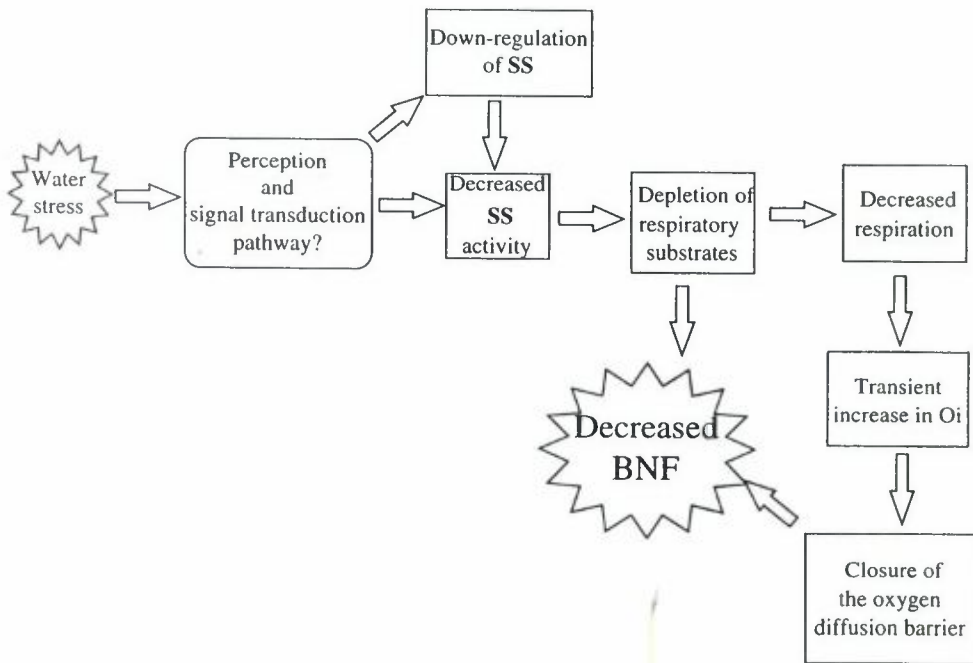 Down-regulation
of SS
Water
stress
Perception
and
signal transduction
pathway?
Decreased
SS
activity
Depletion of
respiratory
substrates
Decreased
respiration
Transient
increase in Oi
Closure of
the oxygen
diffusion barrier
Decreased
BNF